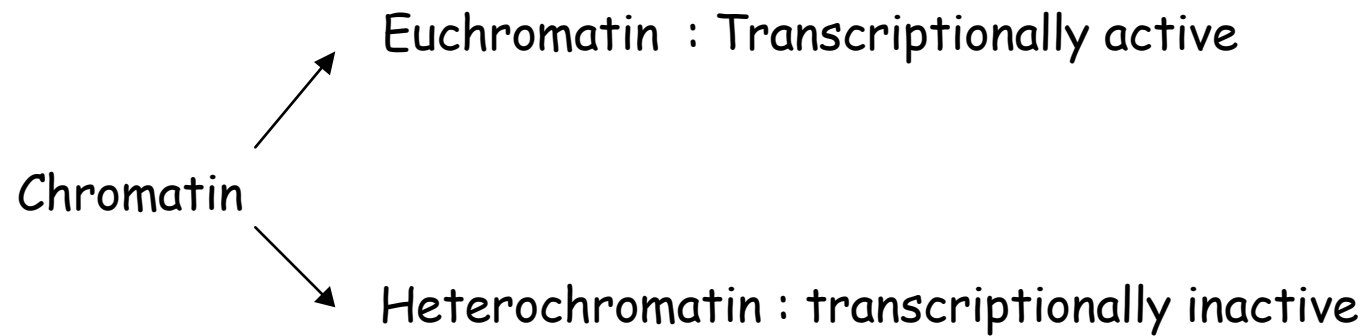 Euchromatin : Transcriptionally active
Chromatin
Heterochromatin : transcriptionally inactive